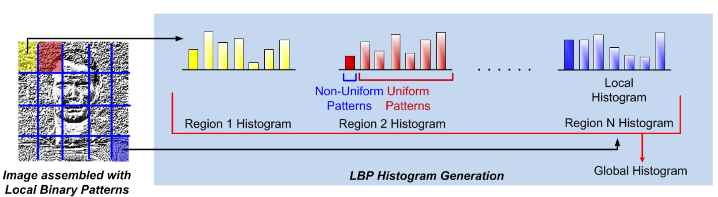 Non-Uniform Uniform
Patterns Patterns
Local
Histogram
Region 1 Histogram
Region 2 Histogram
Region N Histogram
Global Histogram
Image assembled with
Local Binary Patterns
LBP Histogram Generation